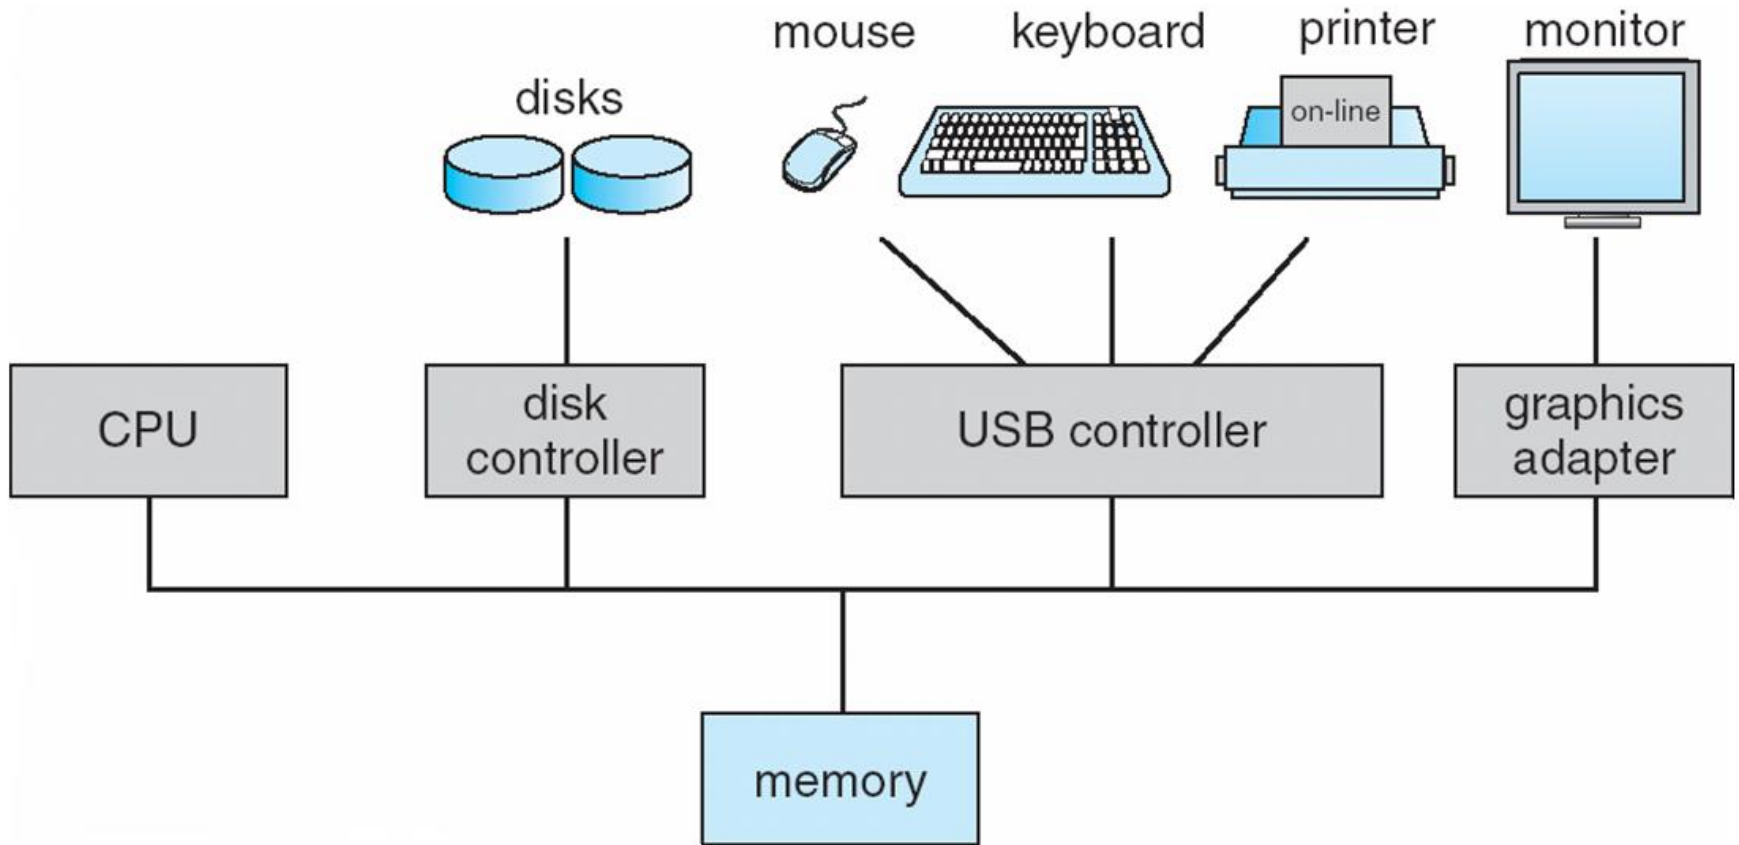 mouse
keyboard
printer
monitor
disks
on-line
CPU
disk
controller
USB controller
graphics
adapter
memory